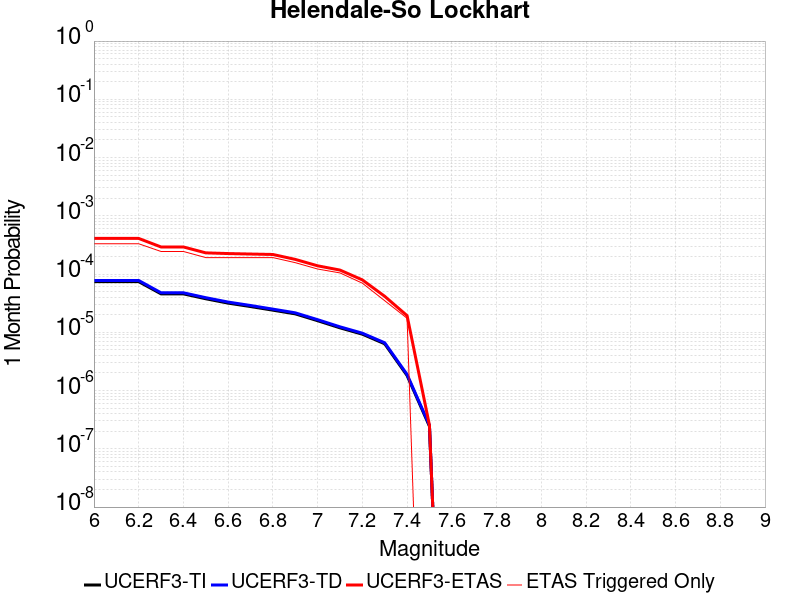 Helendale-So Lockhart
10^0
10^-1
10^-2
10^-3
10^-4
10^-5
10^-6
10^-7
10^-8
1 Month Probability
6 6.2 6.4 6.6 6.8 7 7.2 7.4 7.6 7.8 8 8.2 8.4 8.6 8.8 9
Magnitude
UCERF3-TI UCERF3-TD UCERF3-ETAS ETAS Triggered Only